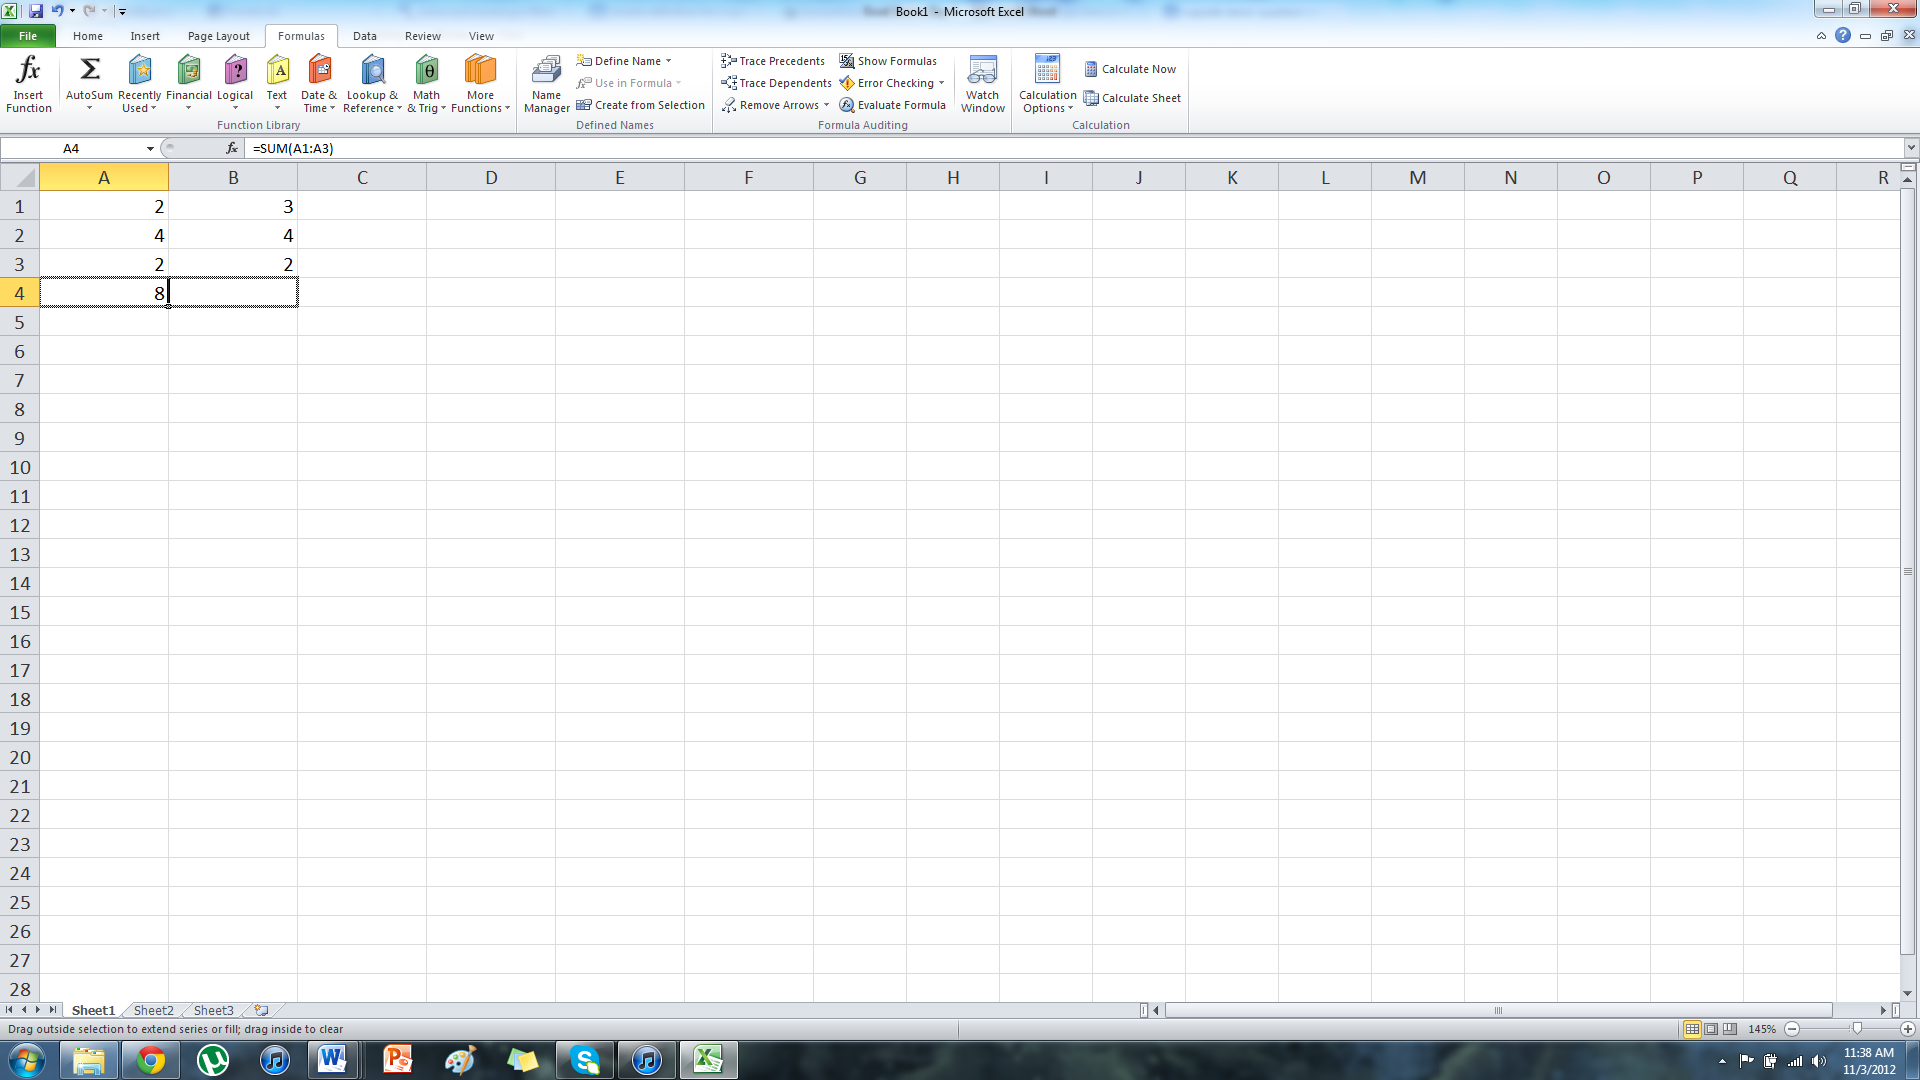 Book1 - Microsoft Excel
File Home Insert Page Layout Formulas Data Review View
Insert Function
AutoSum
Recently Used
Financial
Logical
Text
Date & Time
Lookup & Reference
Math & Trig
More Functions
Function Library
Name Manager
Define Name
Use in Formula
Create from Selection
Defined Names
Trace Precedents
Trace Dependents
Remove Arrows
Show Formulas
Error Checking
Evaluate Formula
Formula Auditing
Watch Window
Calculation Options
Calculate Now
Calculate Sheet
Calculation
A4 fx =SUM(A1:A3)
A B C D E F G H I J K L M N O P Q R
1 2 3
2 4 4
3 2 2
4 8
5
6
7
8
9
10
11
12
13
14
15
16
17
18
19
20
21
22
23
24
25
26
27
28
Sheet1 Sheet2 Sheet3
Drag outside selection to extend series or fill; drag inside to clear
145%
11:38 AM
11/3/2012